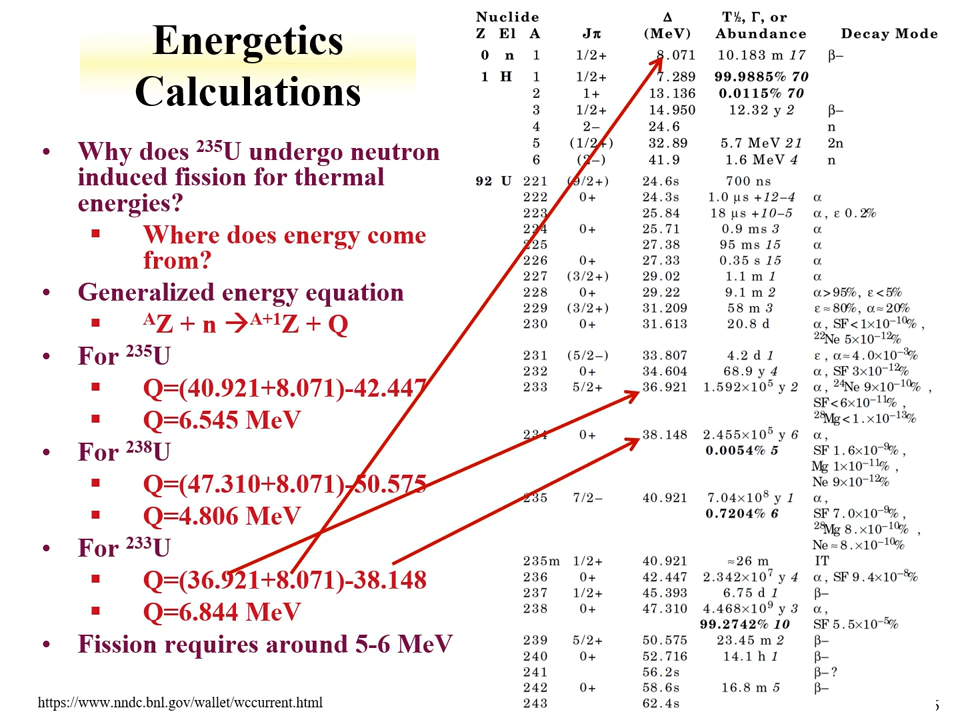 Energetics
Calculations
• Why does ²³⁵U undergo neutron
induced fission for thermal
energies?
▪ Where does energy come
from?
• Generalized energy equation
▪ ᴬZ + n →ᴬ⁺¹Z + Q
• For ²³⁵U
▪ Q=(40.921+8.071)-42.447
▪ Q=6.545 MeV
• For ²³⁸U
▪ Q=(47.310+8.071)-50.575
▪ Q=4.806 MeV
• For ²³³U
▪ Q=(36.921+8.071)-38.148
▪ Q=6.844 MeV
• Fission requires around 5-6 MeV
https://www.nndc.bnl.gov/wallet/wccurrent.html
Nuclide Δ T½, Γ, or
Z El A Jπ (MeV) Abundance Decay Mode
0 n 1 1/2+ 8.071 10.183 m 17 β–
1 H 1 1/2+ 7.289 99.9885% 70
2 1+ 13.136 0.0115% 70
3 1/2+ 14.950 12.32 y 2 β–
4 2– 24.6 n
5 (1/2+) 32.89 5.7 MeV 21 2n
6 (2–) 41.9 1.6 MeV 4 n
92 U 221 (9/2+) 24.6s 700 ns
222 0+ 24.3s 1.0 μs +12–4 α
223 25.84 18 μs +10–5 α, ε 0.2%
224 0+ 25.71 0.9 ms 3 α
225 27.38 95 ms 15 α
226 0+ 27.33 0.35 s 15 α
227 (3/2+) 29.02 1.1 m 1 α
228 0+ 29.22 9.1 m 2 α>95%, ε<5%
229 (3/2+) 31.209 58 m 3 ε≈80%, α≈20%
230 0+ 31.613 20.8 d α, SF<1×10⁻¹⁰%,
²²Ne 5×10⁻¹²%
231 (5/2–) 33.807 4.2 d 1 ε, α≈4.0×10⁻³%
232 0+ 34.604 68.9 y 4 α, SF 3×10⁻¹²%
233 5/2+ 36.921 1.592×10⁵ y 2 α, ²⁴Ne 9×10⁻¹⁰%,
SF<6×10⁻¹¹%,
²⁸Mg<1.×10⁻¹³%
234 0+ 38.148 2.455×10⁵ y 6 α,
0.0054% 5 SF 1.6×10⁻⁹%,
Mg 1×10⁻¹¹%,
Ne 9×10⁻¹²%
235 7/2– 40.921 7.04×10⁸ y 1 α,
0.7204% 6 SF 7.0×10⁻⁹%,
²⁸Mg 8.×10⁻¹⁰%,
Ne≈8.×10⁻¹⁰%
235m 1/2+ 40.921 ≈26 m IT
236 0+ 42.447 2.342×10⁷ y 4 α, SF 9.4×10⁻⁸%
237 1/2+ 45.393 6.75 d 1 β–
238 0+ 47.310 4.468×10⁹ y 3 α,
99.2742% 10 SF 5.5×10⁻⁵%
239 5/2+ 50.575 23.45 m 2 β–
240 0+ 52.716 14.1 h 1 β–
241 56.2s β–?
242 0+ 58.6s 16.8 m 5 β–
243 62.4s